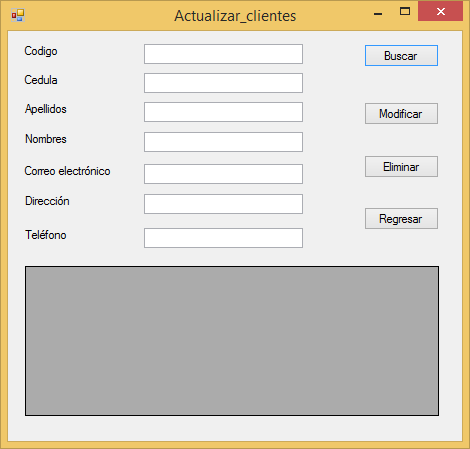 Actualizar_clientes
Codigo
Buscar
Cedula
Apellidos
Modificar
Nombres
Correo electrónico
Eliminar
Dirección
Regresar
Teléfono